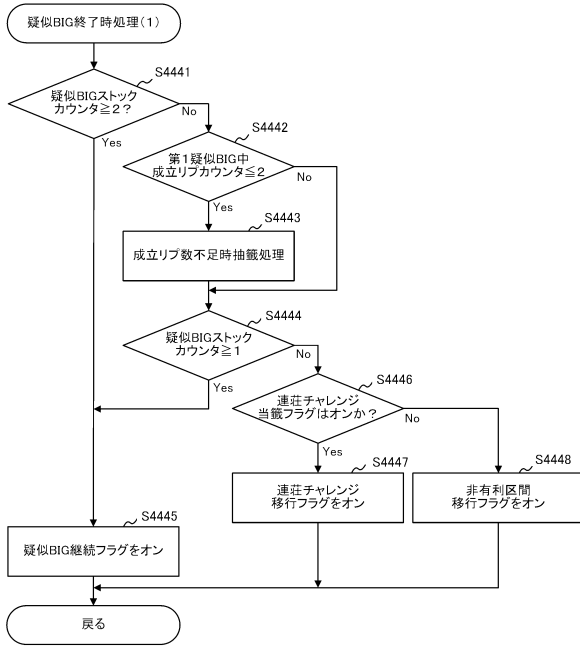 疑似BIG終了時処理(1)
S4441
疑似BIGストック
カウンタ≧2?
No
Yes
S4442
第1疑似BIG中
成立リプカウンタ≦2
No
Yes
S4443
成立リプ数不足時抽籤処理
S4444
疑似BIGストック
カウンタ≧1
No
Yes
S4446
連荘チャレンジ
当籤フラグはオンか?
No
Yes
S4447
連荘チャレンジ
移行フラグをオン
S4448
非有利区間
移行フラグをオン
S4445
疑似BIG継続フラグをオン
戻る